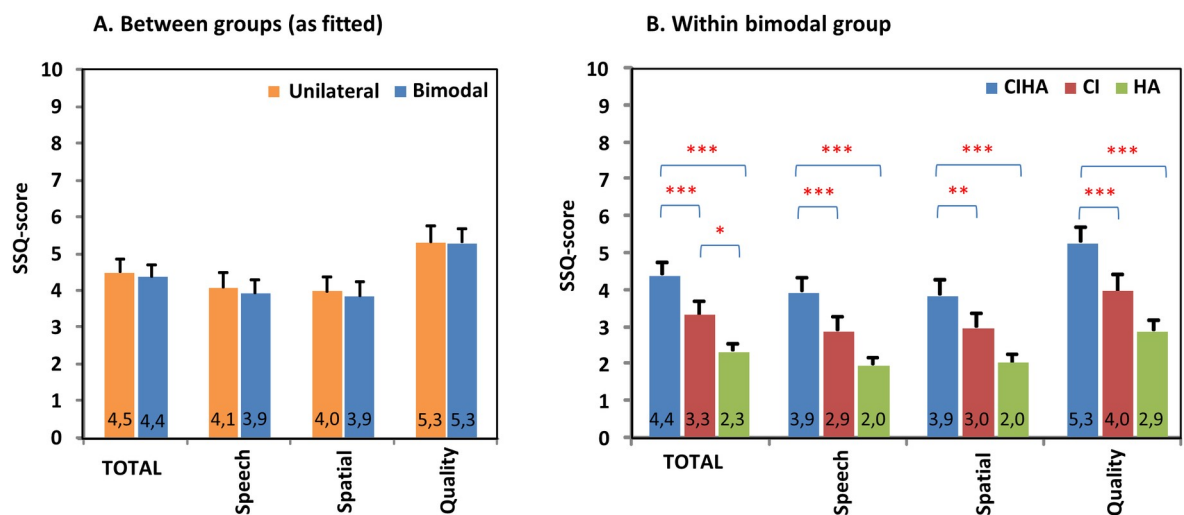 A. Between groups (as fitted)
Unilateral Bimodal
SSQ-score
10
9
8
7
6
5
4
3
2
1
0
4,5 4,4 4,1 3,9 4,0 3,9 5,3 5,3
TOTAL Speech Spatial Quality
B. Within bimodal group
CIHA CI HA
SSQ-score
10
9
8
7
6
5
4
3
2
1
0
*** *** *** ***
*** *** ** ***
*
4,4 3,3 2,3 3,9 2,9 2,0 3,9 3,0 2,0 5,3 4,0 2,9
TOTAL Speech Spatial Quality